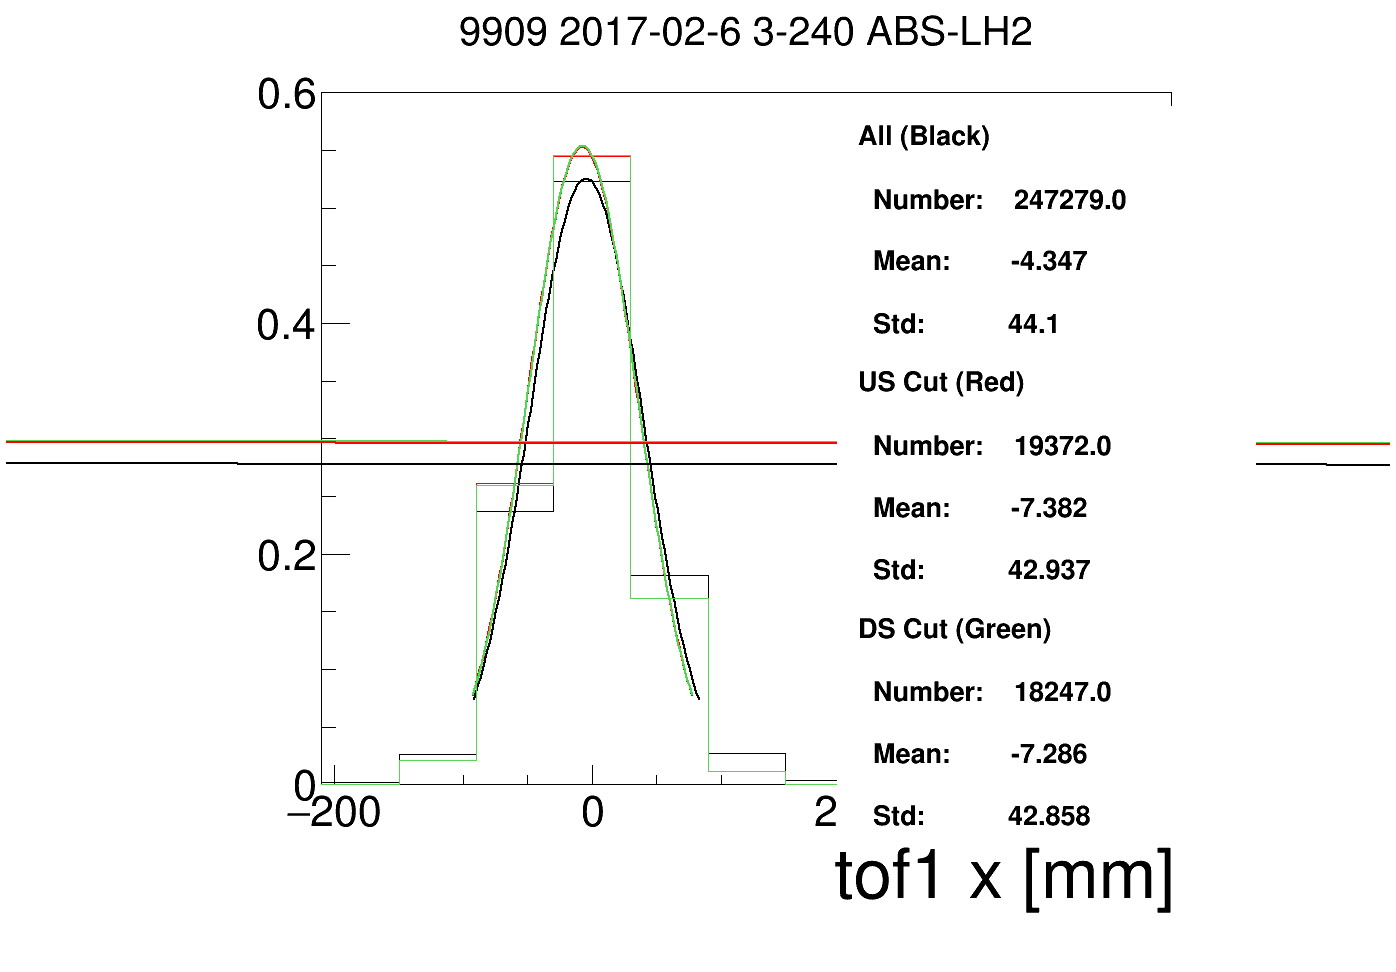 9909 2017-02-6 3-240 ABS-LH2
0.6
0.4
0.2
0
−200 0 2
All (Black)
Number: 247279.0
Mean: -4.347
Std: 44.1
US Cut (Red)
Number: 19372.0
Mean: -7.382
Std: 42.937
DS Cut (Green)
Number: 18247.0
Mean: -7.286
Std: 42.858
tof1 x [mm]